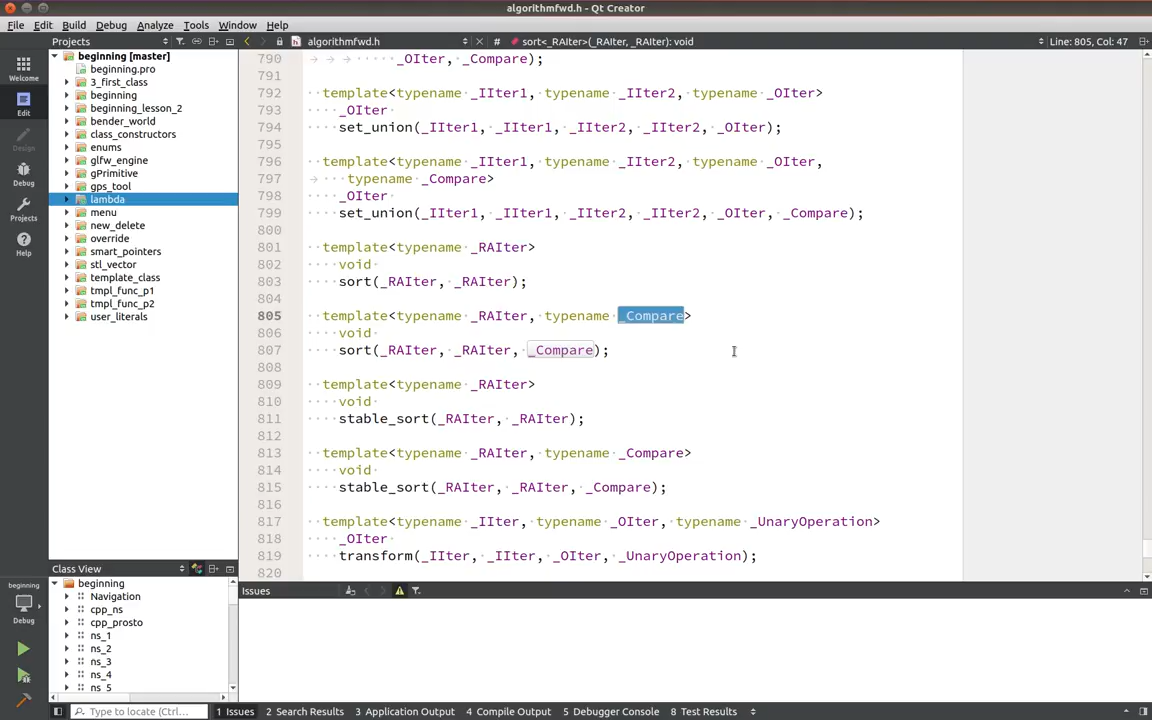 algorithmfwd.h - Qt Creator
File Edit Build Debug Analyze Tools Window Help
Projects algorithmfwd.h # sort<_RAIter>(_RAIter, _RAIter): void Line: 805, Col: 47
Welcome
Edit
Design
Debug
Projects
Help
beginning [master]
beginning.pro
3_first_class
beginning
beginning_lesson_2
bender_world
class_constructors
enums
glfw_engine
gPrimitive
gps_tool
lambda
menu
new_delete
override
smart_pointers
stl_vector
template_class
tmpl_func_p1
tmpl_func_p2
user_literals
790 _OIter, _Compare);
791
792 template<typename _IIter1, typename _IIter2, typename _OIter>
793 _OIter
794 set_union(_IIter1, _IIter1, _IIter2, _IIter2, _OIter);
795
796 template<typename _IIter1, typename _IIter2, typename _OIter,
797 typename _Compare>
798 _OIter
799 set_union(_IIter1, _IIter1, _IIter2, _IIter2, _OIter, _Compare);
800
801 template<typename _RAIter>
802 void
803 sort(_RAIter, _RAIter);
804
805 template<typename _RAIter, typename _Compare>
806 void
807 sort(_RAIter, _RAIter, _Compare);
808
809 template<typename _RAIter>
810 void
811 stable_sort(_RAIter, _RAIter);
812
813 template<typename _RAIter, typename _Compare>
814 void
815 stable_sort(_RAIter, _RAIter, _Compare);
816
817 template<typename _IIter, typename _OIter, typename _UnaryOperation>
818 _OIter
819 transform(_IIter, _IIter, _OIter, _UnaryOperation);
820
Class View
beginning
Navigation
cpp_ns
cpp_prosto
ns_1
ns_2
ns_3
ns_4
ns_5
Issues
beginning
Debug
Type to locate (Ctrl... 1 Issues 2 Search Results 3 Application Output 4 Compile Output 5 Debugger Console 8 Test Results